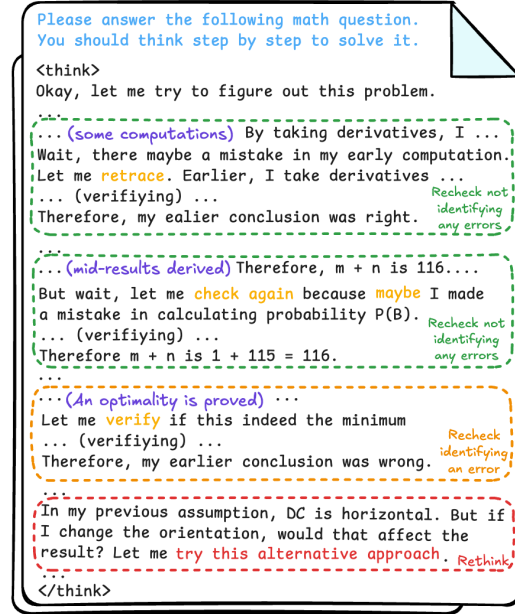 Please answer the following math question.
You should think step by step to solve it.
<think>
Okay, let me try to figure out this problem.
...
... (some computations) By taking derivatives, I ...
Wait, there maybe a mistake in my early computation.
Let me retrace. Earlier, I take derivatives ...
... (verifiying) ...
Therefore, my ealier conclusion was right.
Recheck not
identifying
any errors
...
... (mid-results derived) Therefore, m + n is 116....
But wait, let me check again because maybe I made
a mistake in calculating probability P(B).
... (verifiying) ...
Therefore m + n is 1 + 115 = 116.
Recheck not
identifying
any errors
...
... (An optimality is proved) ...
Let me verify if this indeed the minimum
... (verifiying) ...
Therefore, my earlier conclusion was wrong.
Recheck
identifying
an error
...
In my previous assumption, DC is horizontal. But if
I change the orientation, would that affect the
result? Let me try this alternative approach. Rethink
...
</think>